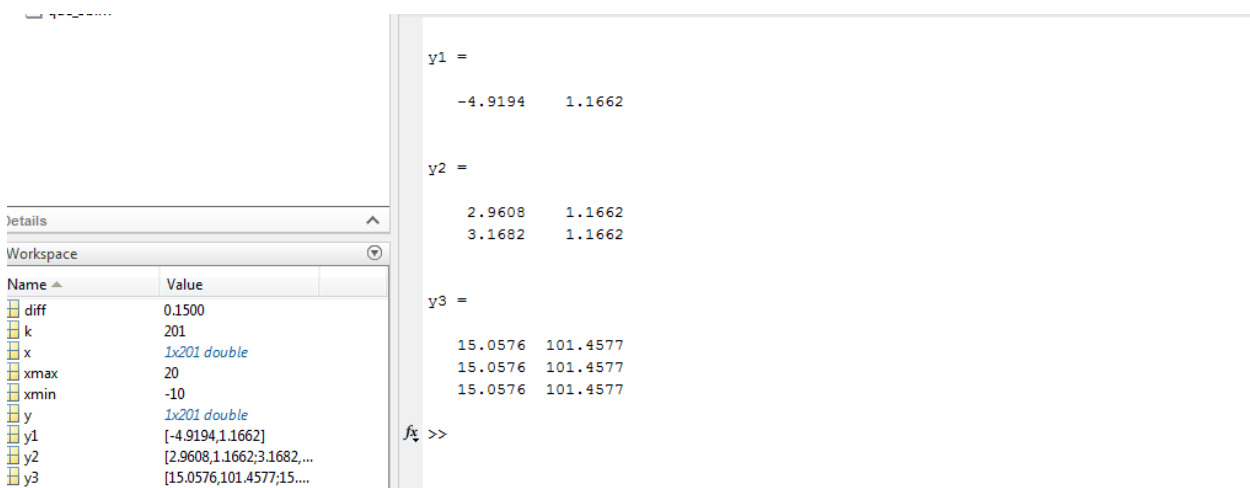 y1 =
-4.9194 1.1662
y2 =
2.9608 1.1662
3.1682 1.1662
y3 =
15.0576 101.4577
15.0576 101.4577
15.0576 101.4577
fx >>
Details
Workspace
Name Value
diff 0.1500
k 201
x 1x201 double
xmax 20
xmin -10
y 1x201 double
y1 [-4.9194,1.1662]
y2 [2.9608,1.1662;3.1682,...
y3 [15.0576,101.4577;15....